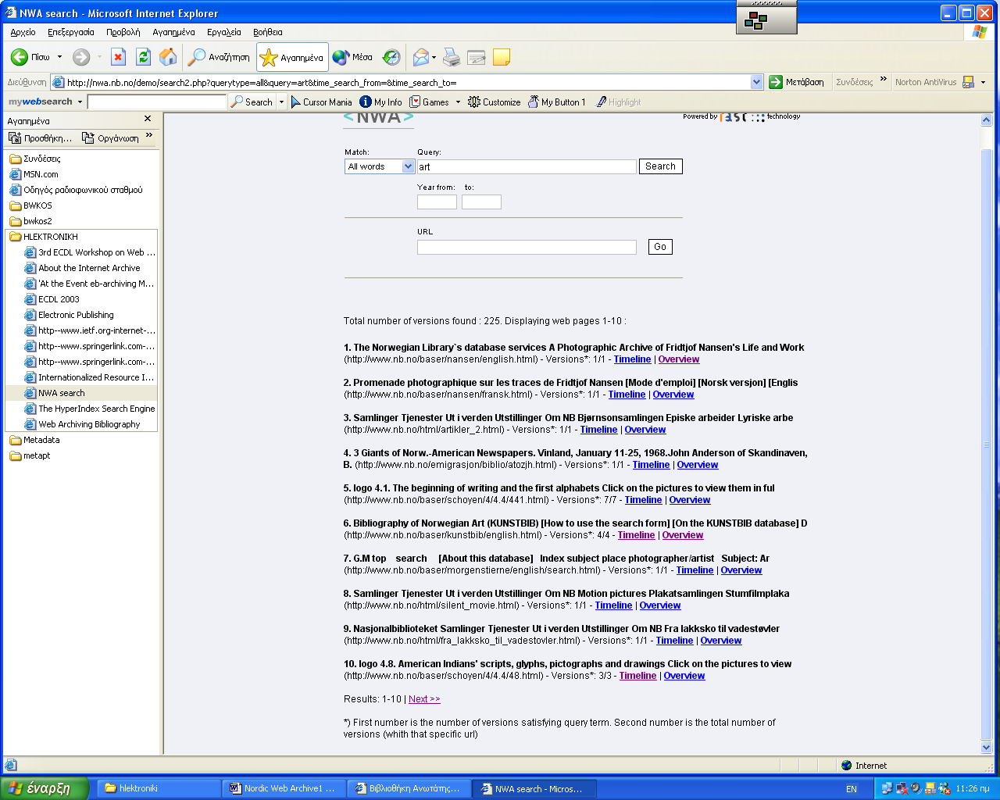 NWA search - Microsoft Internet Explorer
Αρχείο Επεξεργασία Προβολή Αγαπημένα Εργαλεία Βοήθεια
Πίσω Αναζήτηση Αγαπημένα Μέσα
Διεύθυνση http://nwa.nb.no/demo/search2.php?querytype=all&query=art&time_search_from=&time_search_to= Μετάβαση Συνδέσεις » Norton AntiVirus
mywebsearch Search Cursor Mania My Info Games Customize My Button 1 Highlight
Αγαπημένα
Προσθήκη... Οργάνωση »
Συνδέσεις
MSN.com
Οδηγός ραδιοφωνικού σταθμού
BWKOS
bwkos2
HLEKTRONIKH
3rd ECDL Workshop on Web ...
About the Internet Archive
'At the Event eb-archiving M...
ECDL 2003
Electronic Publishing
http--www.ietf.org-internet-...
http--www.springerlink.com-...
http--www.springerlink.com-...
Internationalized Resource I...
NWA search
The HyperIndex Search Engine
Web Archiving Bibliography
Metadata
metapt
<NWA> Powered by fast technology
Match: Query:
All words art Search
Year from: to:
URL
Go
Total number of versions found : 225. Displaying web pages 1-10 :
1. The Norwegian Library`s database services A Photographic Archive of Fridtjof Nansen's Life and Work
(http://www.nb.no/baser/nansen/english.html) - Versions*: 1/1 - Timeline | Overview
2. Promenade photographique sur les traces de Fridtjof Nansen [Mode d'emploi] [Norsk versjon] [Englis
(http://www.nb.no/baser/nansen/fransk.html) - Versions*: 1/1 - Timeline | Overview
3. Samlinger Tjenester Ut i verden Utstillinger Om NB Bjørnsonsamlingen Episke arbeider Lyriske arbe
(http://www.nb.no/html/artikler_2.html) - Versions*: 1/1 - Timeline | Overview
4. 3 Giants of Norw.-American Newspapers. Vinland, January 11-25, 1968.John Anderson of Skandinaven,
B. (http://www.nb.no/emigrasjon/biblio/atozjh.html) - Versions*: 1/1 - Timeline | Overview
5. logo 4.1. The beginning of writing and the first alphabets Click on the pictures to view them in ful
(http://www.nb.no/baser/schoyen/4/4.4/441.html) - Versions*: 7/7 - Timeline | Overview
6. Bibliography of Norwegian Art (KUNSTBIB) [How to use the search form] [On the KUNSTBIB database] D
(http://www.nb.no/baser/kunstbib/english.html) - Versions*: 4/4 - Timeline | Overview
7. G.M top search [About this database] Index subject place photographer/artist Subject: Ar
(http://www.nb.no/baser/morgenstierne/english/search.html) - Versions*: 1/1 - Timeline | Overview
8. Samlinger Tjenester Ut i verden Utstillinger Om NB Motion pictures Plakatsamlingen Stumfilmplaka
(http://www.nb.no/html/silent_movie.html) - Versions*: 1/1 - Timeline | Overview
9. Nasjonalbiblioteket Samlinger Tjenester Ut i verden Utstillinger Om NB Fra lakksko til vadestøvler
(http://www.nb.no/html/fra_lakksko_til_vadestovler.html) - Versions*: 1/1 - Timeline | Overview
10. logo 4.8. American Indians' scripts, glyphs, pictographs and drawings Click on the pictures to view
(http://www.nb.no/baser/schoyen/4/4.4/48.html) - Versions*: 3/3 - Timeline | Overview
Results: 1-10 | Next >>
*) First number is the number of versions satisfying query term. Second number is the total number of
versions (whith that specific url)
Internet
έναρξη hlektroniki Nordic Web Archive1 ... Βιβλιοθήκη Ανωτάτης... NWA search - Micros... EN 11:26 πμ